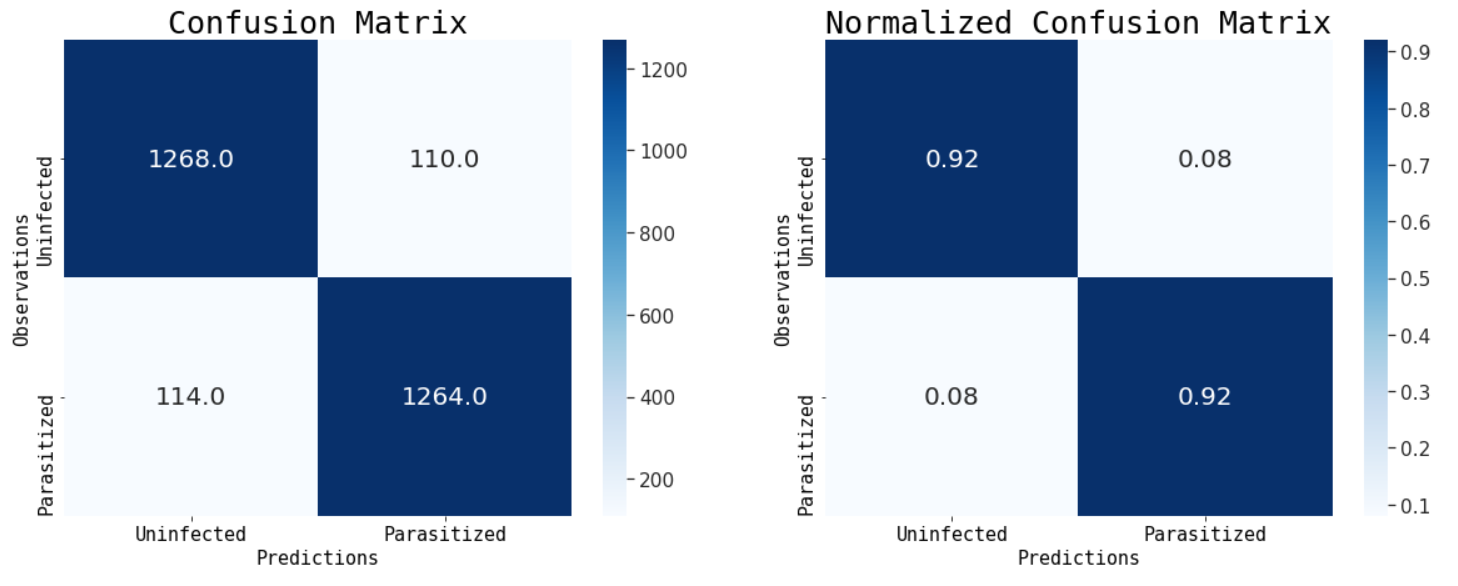 Confusion Matrix
1268.0 110.0
114.0 1264.0
Observations
Uninfected
Parasitized
Uninfected Parasitized
Predictions
1200
1000
800
600
400
200
Normalized Confusion Matrix
0.92 0.08
0.08 0.92
Observations
Uninfected
Parasitized
Uninfected Parasitized
Predictions
0.9
0.8
0.7
0.6
0.5
0.4
0.3
0.2
0.1